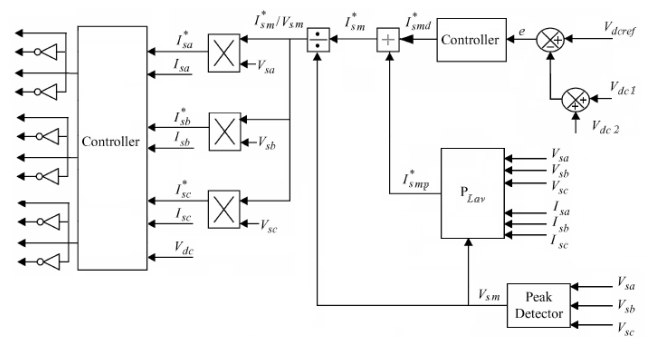 I*sm/Vsm
I*sm
I*smd
Controller
e
Vdcref
I*sa
Isa
Vsa
÷
+
−
+
+
+
Vdc1
Vdc2
Controller
I*sb
Isb
Vsb
I*smp
PLav
Vsa
Vsb
Vsc
Isa
Isb
Isc
I*sc
Isc
Vsc
Vdc
Vsm
Peak
Detector
Vsa
Vsb
Vsc